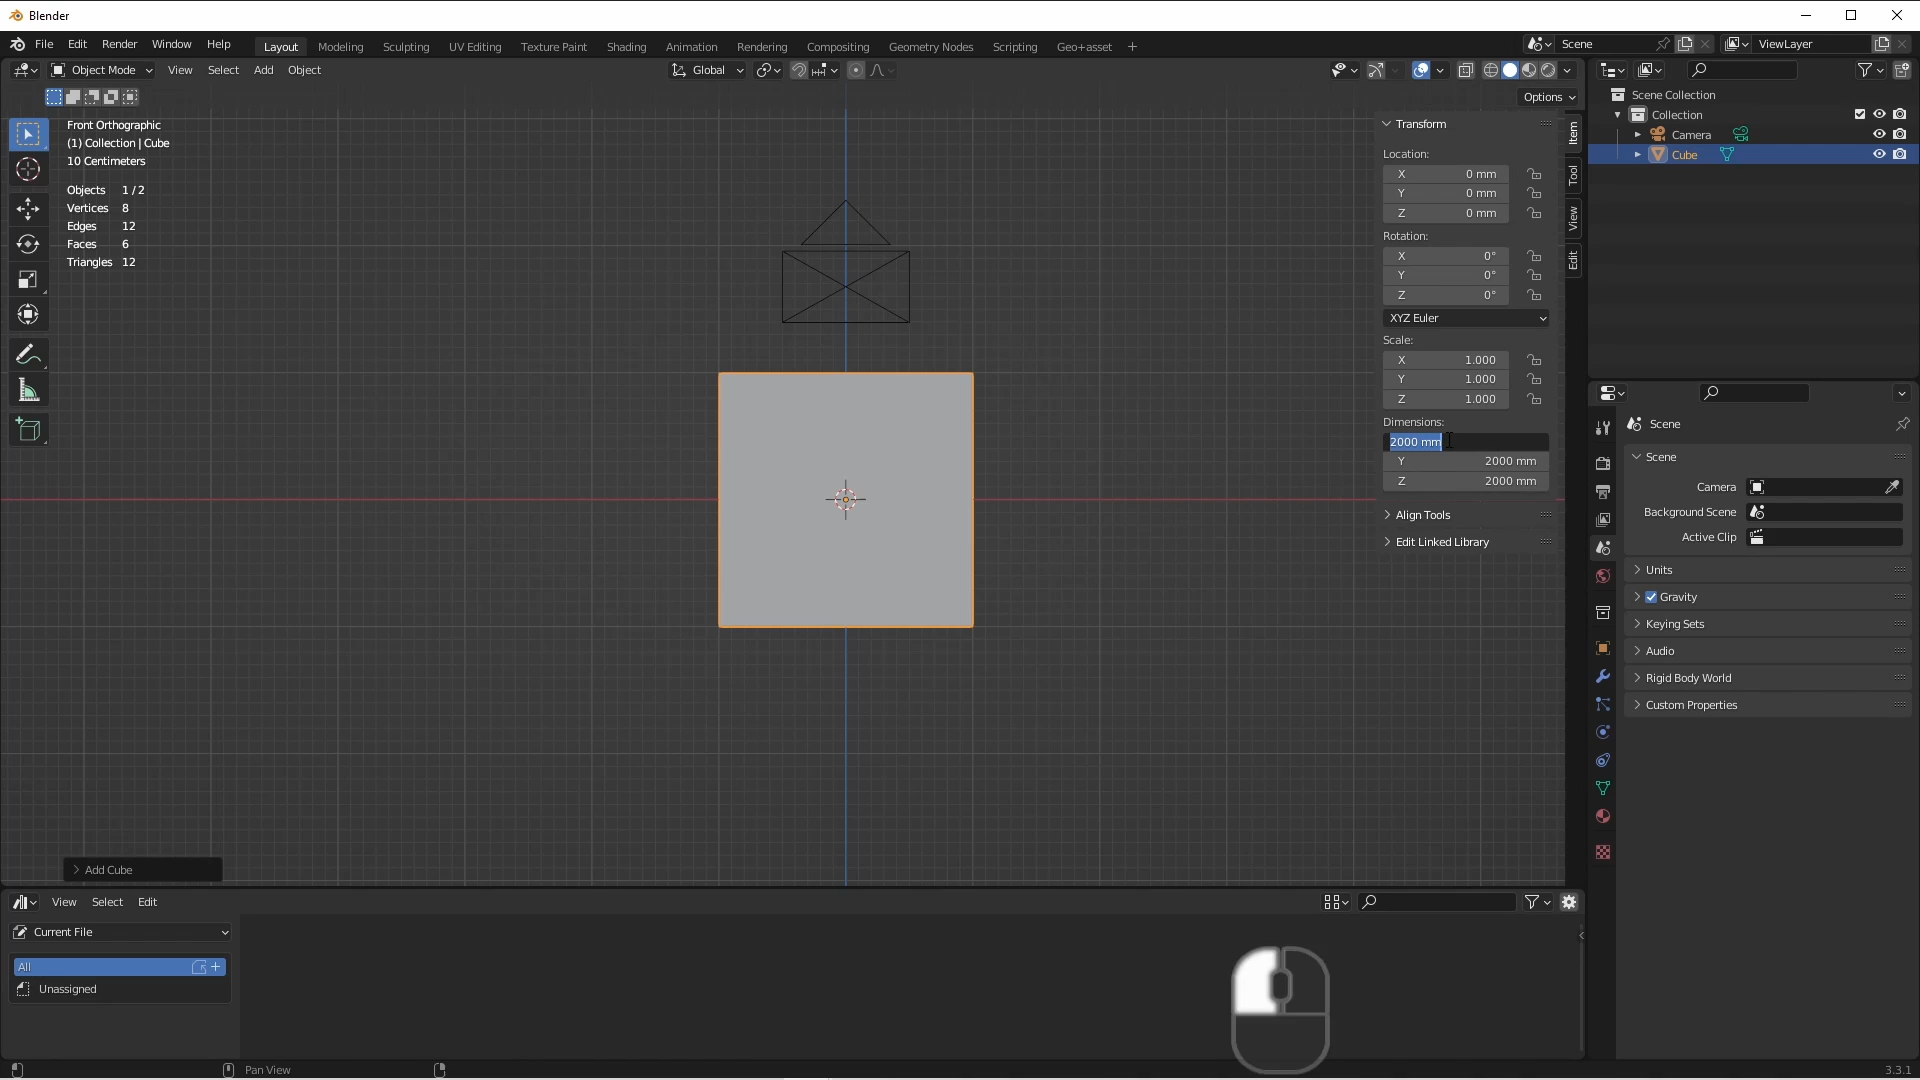 Blender
File Edit Render Window Help Layout Modeling Sculpting UV Editing Texture Paint Shading Animation Rendering Compositing Geometry Nodes Scripting Geo+asset + Scene ViewLayer
Object Mode View Select Add Object Global
Options
Front Orthographic
(1) Collection | Cube
10 Centimeters
Objects 1 / 2
Vertices 8
Edges 12
Faces 6
Triangles 12
Transform
Location:
X 0 mm
Y 0 mm
Z 0 mm
Rotation:
X 0°
Y 0°
Z 0°
XYZ Euler
Scale:
X 1.000
Y 1.000
Z 1.000
Dimensions:
2000 mm
Y 2000 mm
Z 2000 mm
Align Tools
Edit Linked Library
Item
Tool
View
Edit
Scene Collection
Collection
Camera
Cube
Scene
Scene
Camera
Background Scene
Active Clip
Units
Gravity
Keying Sets
Audio
Rigid Body World
Custom Properties
Add Cube
View Select Edit
Current File
All
Unassigned
Pan View
3.3.1